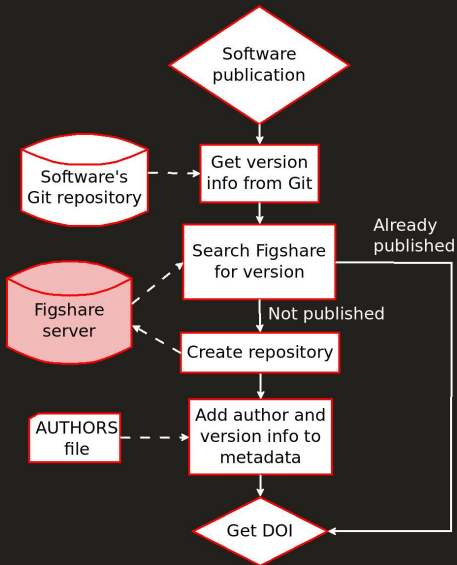 Software
publication
Get version
info from Git
Software's
Git repository
Search Figshare
for version
Already
published
Figshare
server
Not published
Create repository
Add author and
version info to
metadata
AUTHORS
file
Get DOI